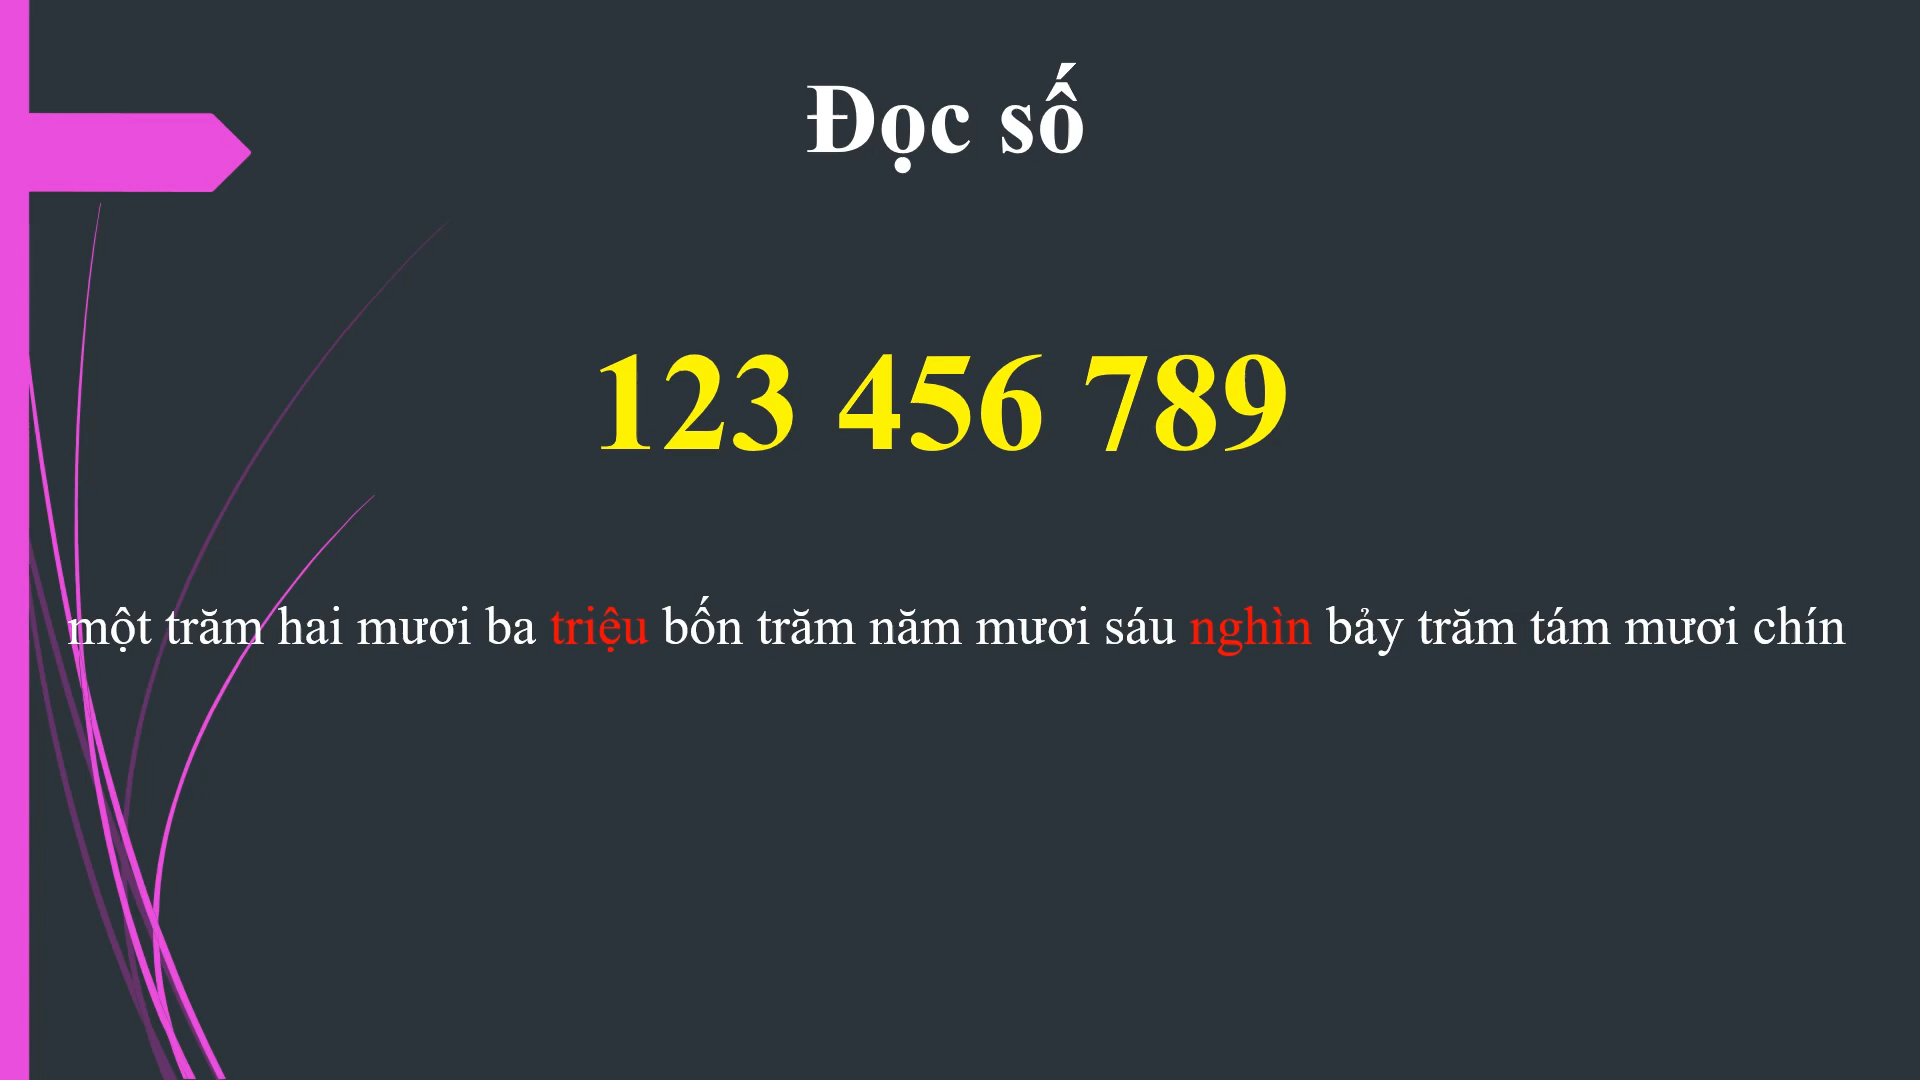 Đọc số
123 456 789
một trăm hai mươi ba triệu bốn trăm năm mươi sáu nghìn bảy trăm tám mươi chín